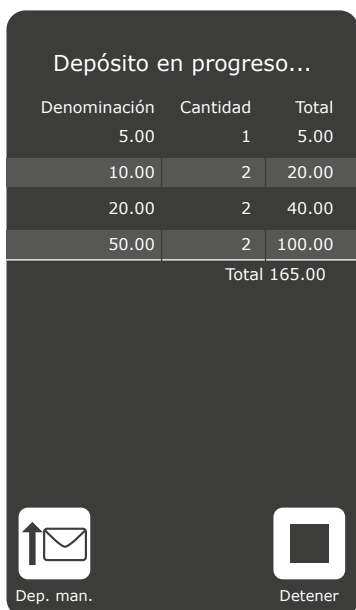 Depósito en progreso...
Denominación Cantidad Total
5.00 1 5.00
10.00 2 20.00
20.00 2 40.00
50.00 2 100.00
Total 165.00
Dep. man. Detener